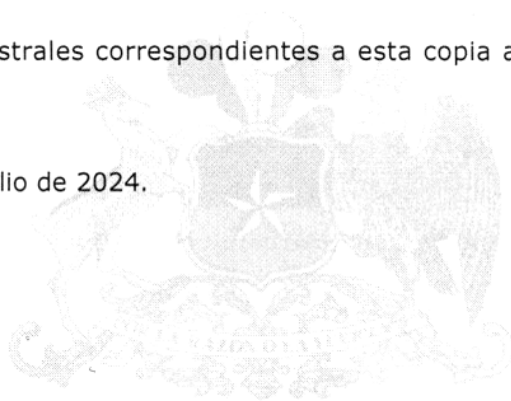 strales correspondientes a esta copia a
lio de 2024.